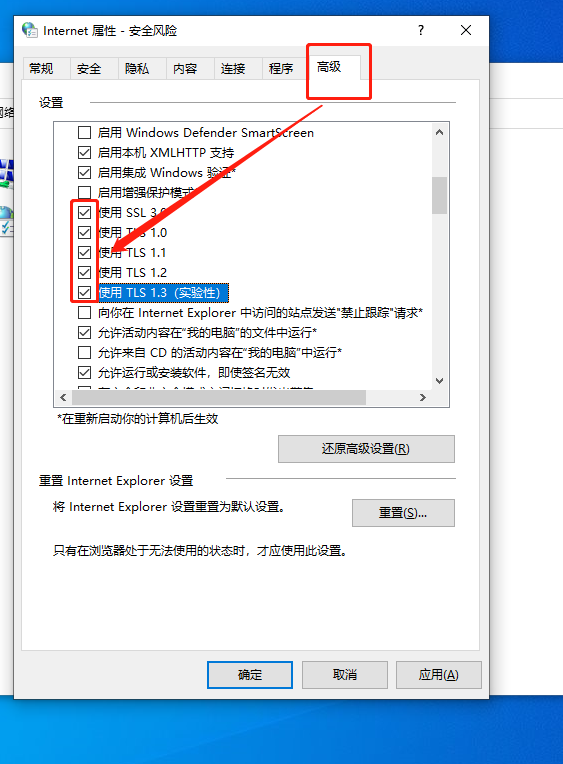 Internet 属性 - 安全风险
?
常规 安全 隐私 内容 连接 程序 高级
设置
启用 Windows Defender SmartScreen
启用本机 XMLHTTP 支持
启用集成 Windows 验证*
启用增强保护模式
使用 SSL 3.0
使用 TLS 1.0
使用 TLS 1.1
使用 TLS 1.2
使用 TLS 1.3（实验性）
向你在 Internet Explorer 中访问的站点发送"禁止跟踪"请求*
允许活动内容在"我的电脑"的文件中运行*
允许来自 CD 的活动内容在"我的电脑"中运行*
允许运行或安装软件，即使签名无效
*在重新启动你的计算机后生效
还原高级设置(R)
重置 Internet Explorer 设置
将 Internet Explorer 设置重置为默认设置。
重置(S)...
只有在浏览器处于无法使用的状态时，才应使用此设置。
确定 取消 应用(A)